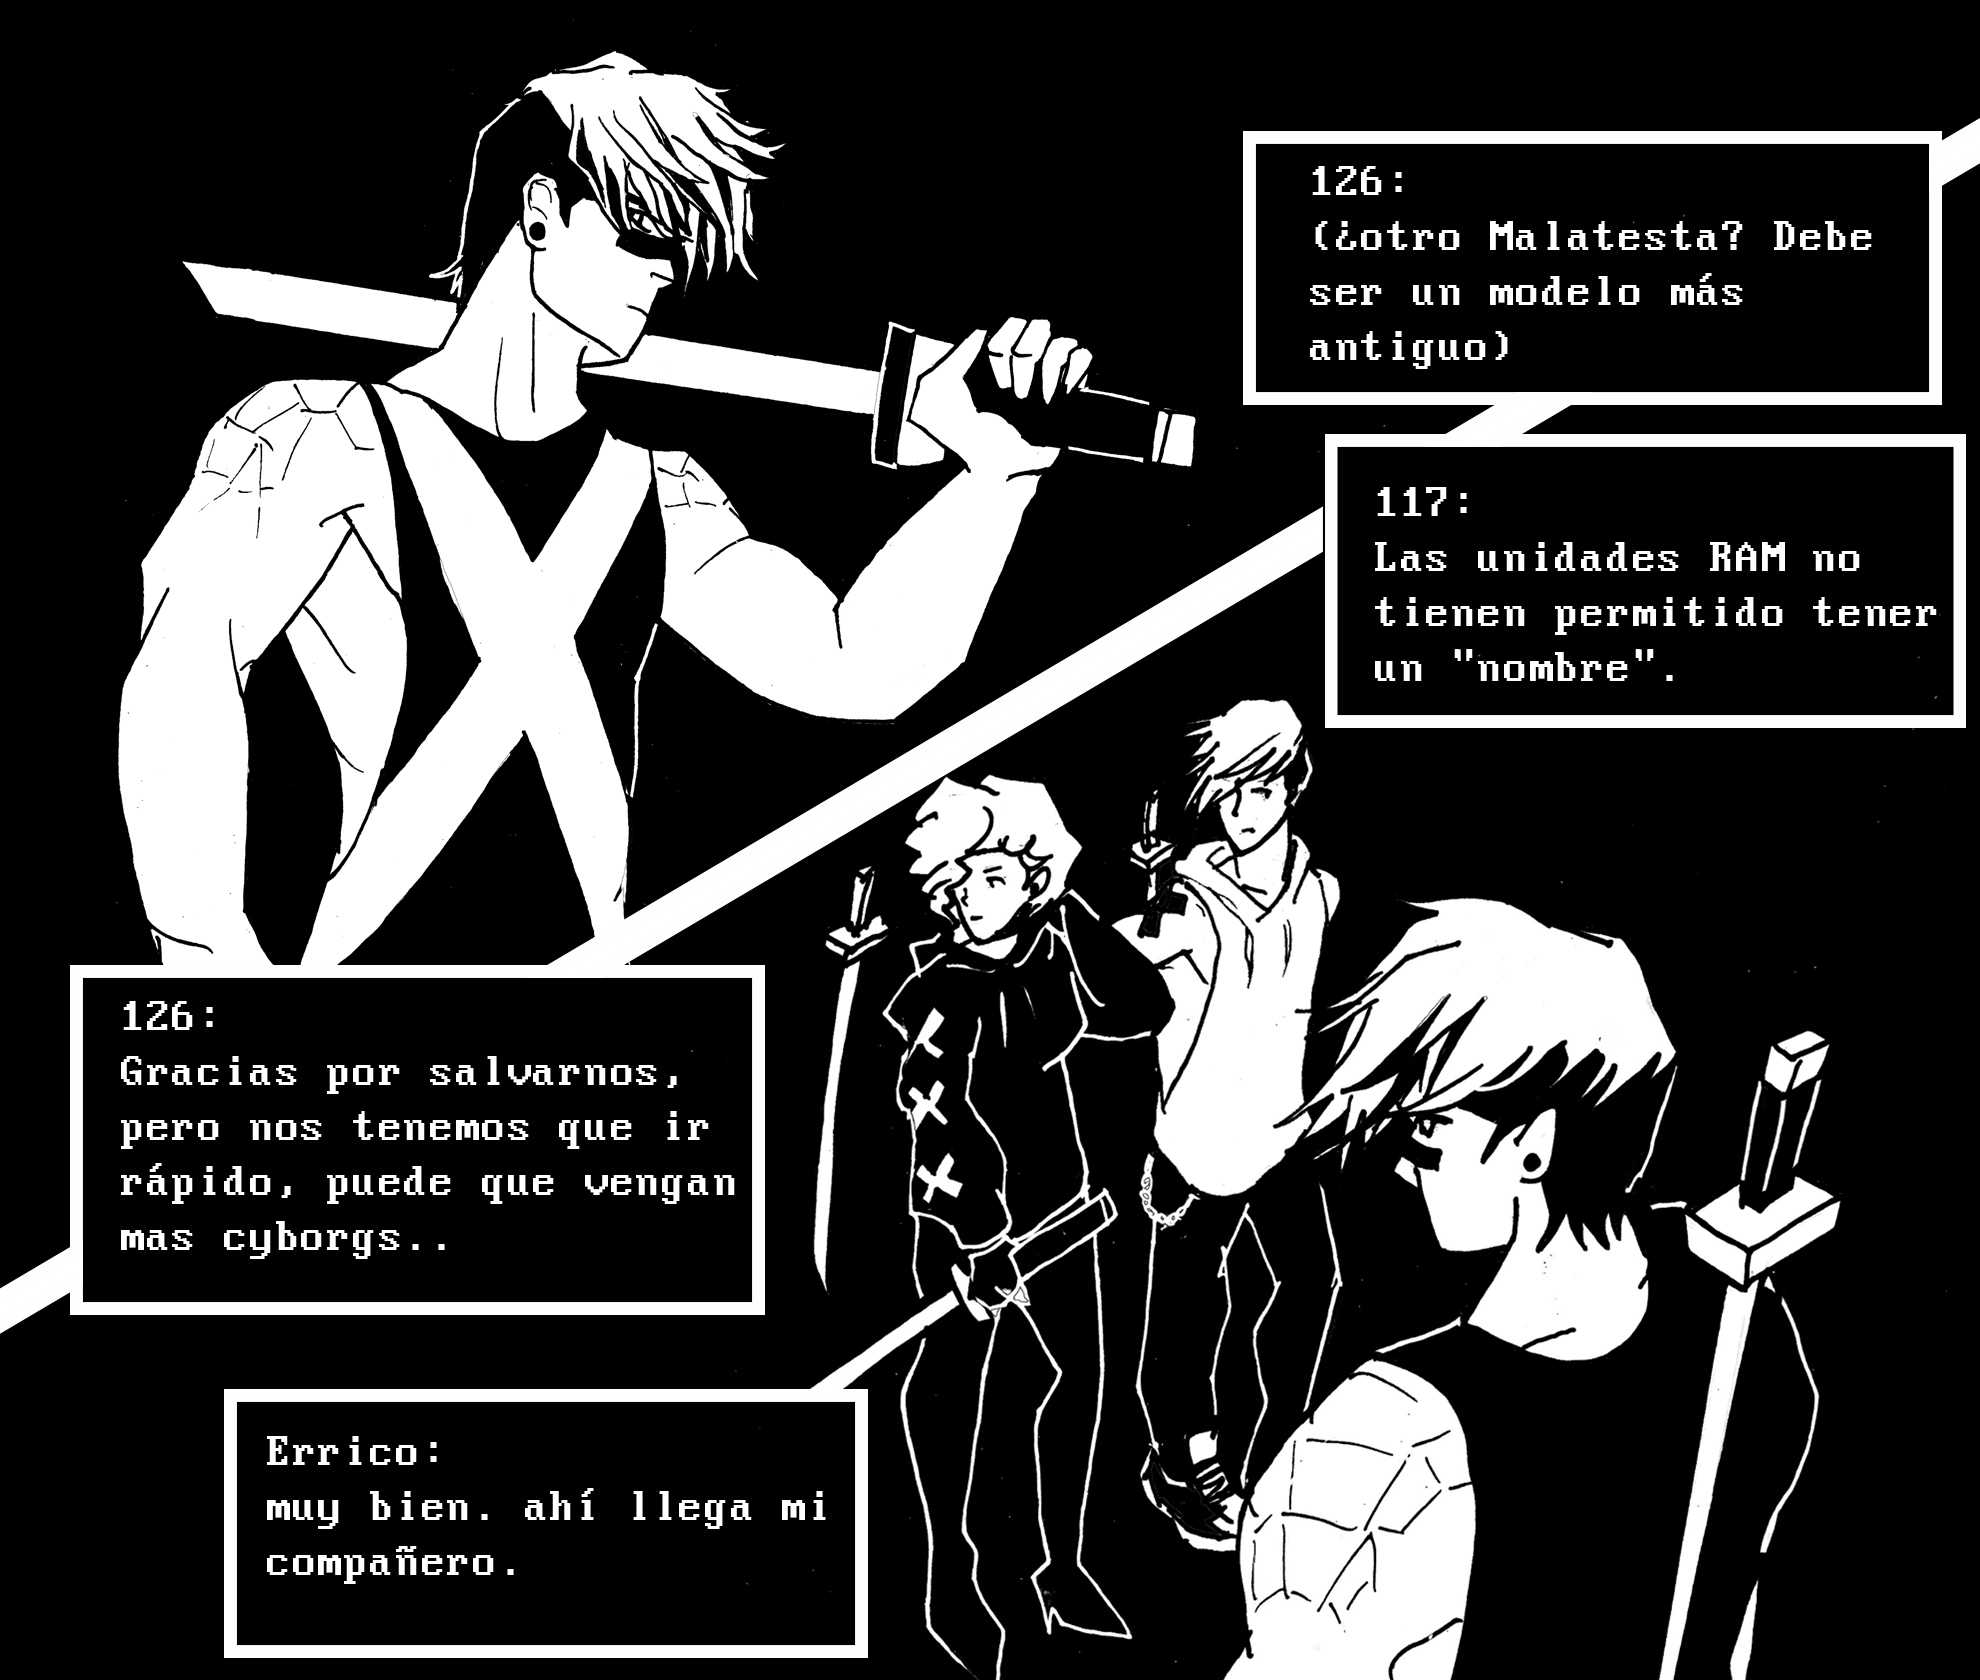 126:
(¿otro Malatesta? Debe
ser un modelo más
antiguo)
117:
Las unidades RAM no
tienen permitido tener
un "nombre".
126:
Gracias por salvarnos,
pero nos tenemos que ir
rápido, puede que vengan
mas cyborgs..
Errico:
muy bien. ahí llega mi
compañero.